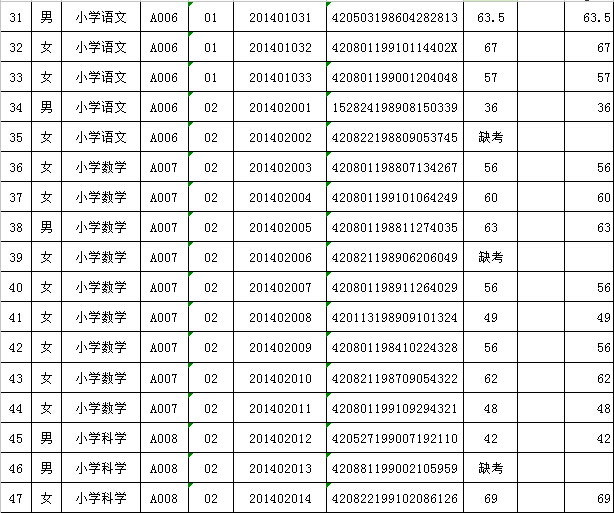 31 男 小学语文 A006 01 201401031 420503198604282813 63.5 63.5
32 女 小学语文 A006 01 201401032 42080119910114402X 67 67
33 女 小学语文 A006 01 201401033 420801199001204048 57 57
34 男 小学语文 A006 02 201402001 152824198908150339 36 36
35 女 小学语文 A006 02 201402002 420822198809053745 缺考
36 女 小学数学 A007 02 201402003 420801198807134267 56 56
37 女 小学数学 A007 02 201402004 420801199101064249 60 60
38 男 小学数学 A007 02 201402005 420801198811274035 63 63
39 女 小学数学 A007 02 201402006 420821198906206049 缺考
40 女 小学数学 A007 02 201402007 420801198911264029 56 56
41 女 小学数学 A007 02 201402008 420113198909101324 49 49
42 女 小学数学 A007 02 201402009 420801198410224328 56 56
43 女 小学数学 A007 02 201402010 420821198709054322 62 62
44 女 小学数学 A007 02 201402011 420801199109294321 48 48
45 男 小学科学 A008 02 201402012 420527199007192110 42 42
46 男 小学科学 A008 02 201402013 420881199002105959 缺考
47 女 小学科学 A008 02 201402014 420822199102086126 69 69